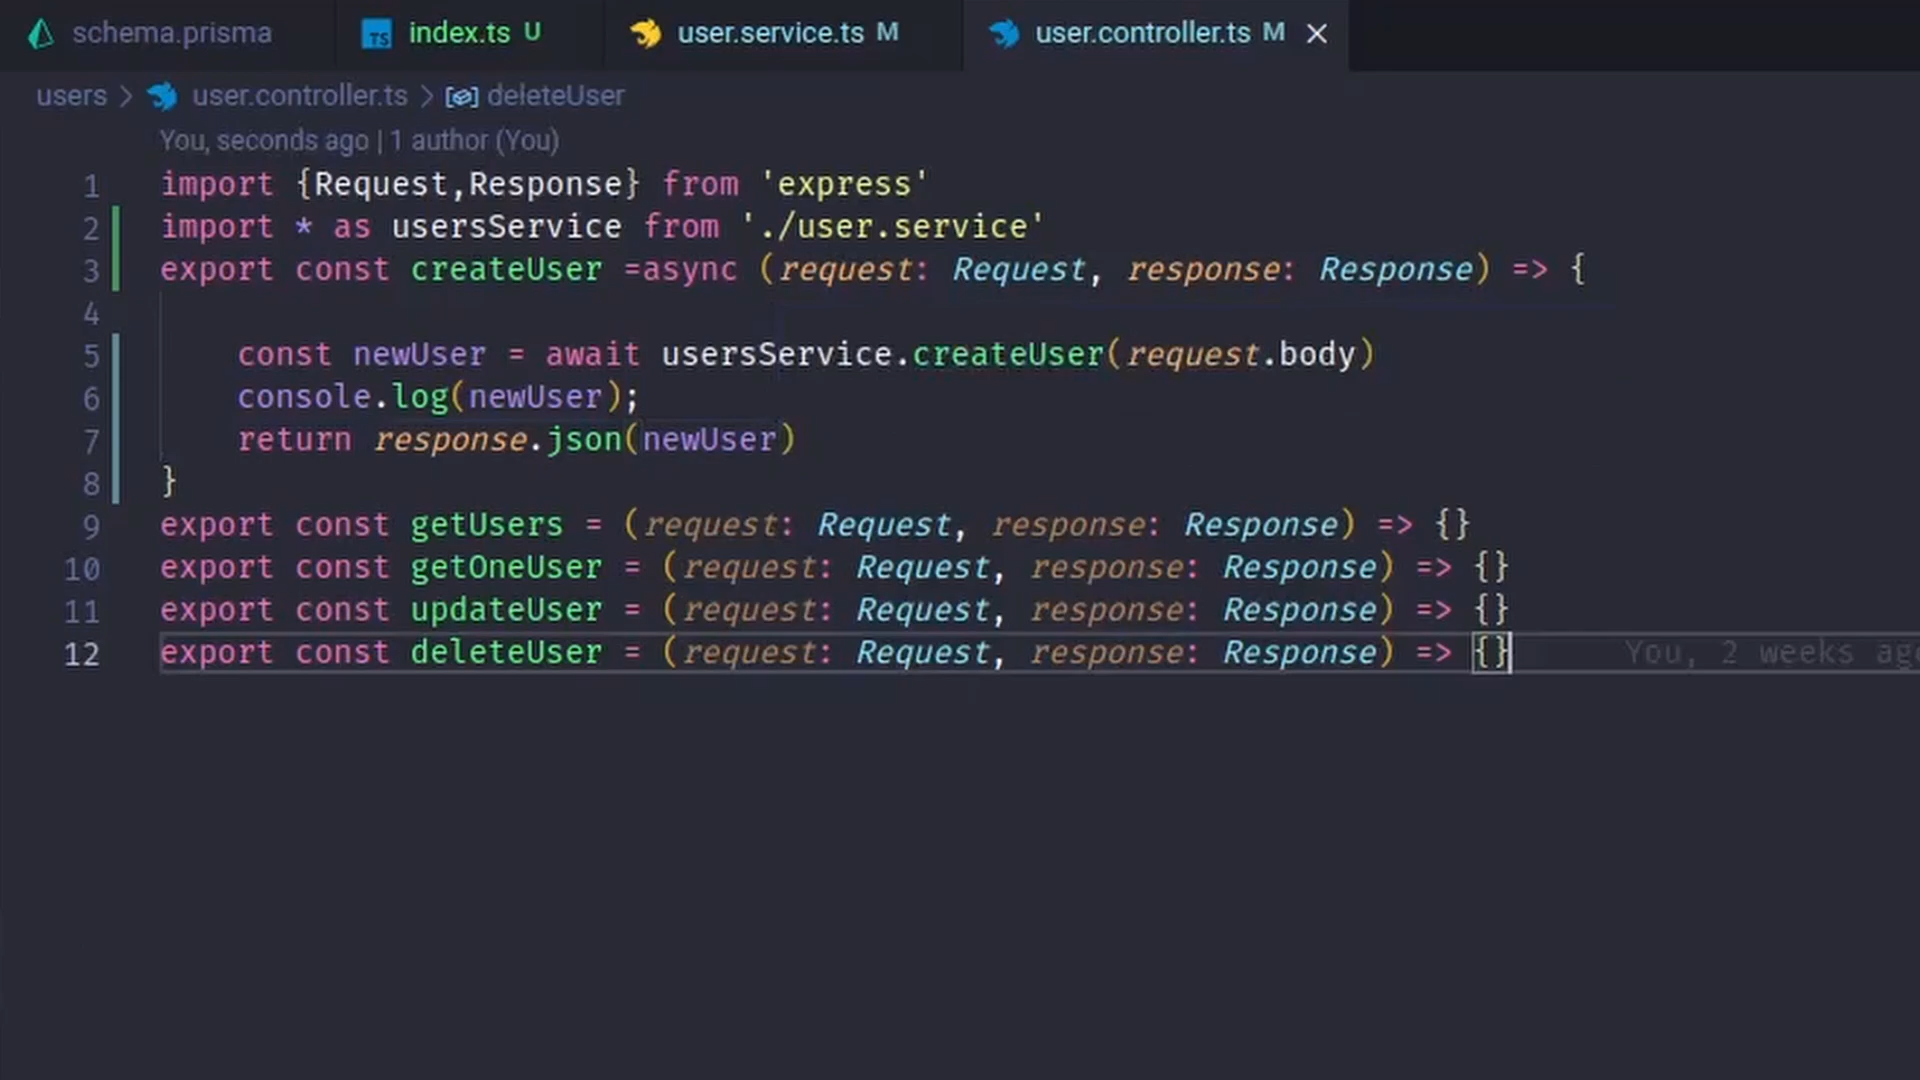 schema.prisma index.ts U user.service.ts M user.controller.ts M
users > user.controller.ts > deleteUser
You, seconds ago | 1 author (You)
1 import {Request,Response} from 'express'
2 import * as usersService from './user.service'
3 export const createUser =async (request: Request, response: Response) => {
4
5 const newUser = await usersService.createUser(request.body)
6 console.log(newUser);
7 return response.json(newUser)
8 }
9 export const getUsers = (request: Request, response: Response) => {}
10 export const getOneUser = (request: Request, response: Response) => {}
11 export const updateUser = (request: Request, response: Response) => {}
12 export const deleteUser = (request: Request, response: Response) => {} You, 2 weeks ag